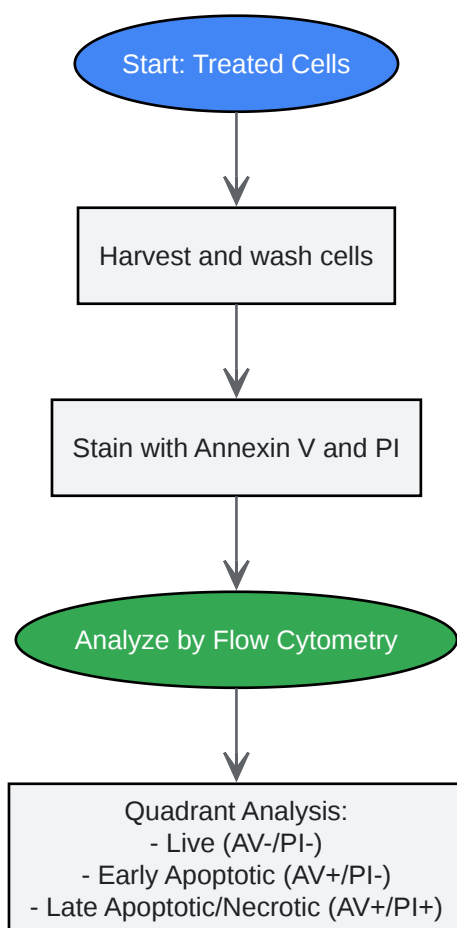 Start: Treated Cells
Harvest and wash cells
Stain with Annexin V and PI
Analyze by Flow Cytometry
Quadrant Analysis:
- Live (AV-/PI-)
- Early Apoptotic (AV+/PI-)
- Late Apoptotic/Necrotic (AV+/PI+)